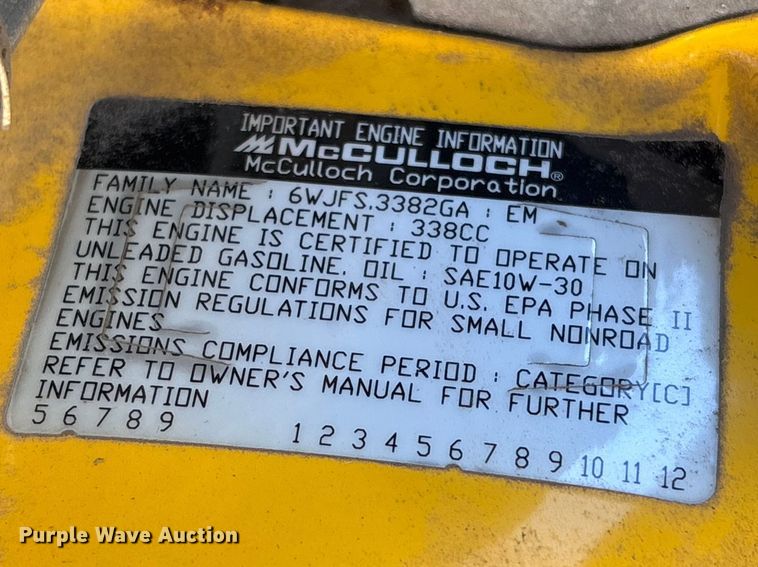 IMPORTANT ENGINE INFORMATION
McCULLOCH®
McCulloch Corporation
FAMILY NAME : 6WJFS.3382GA : EM
ENGINE DISPLACEMENT : 338CC
THIS ENGINE IS CERTIFIED TO OPERATE ON
UNLEADED GASOLINE. OIL : SAE10W-30
THIS ENGINE CONFORMS TO U.S. EPA PHASE II
EMISSION REGULATIONS FOR SMALL NONROAD
ENGINES
EMISSIONS COMPLIANCE PERIOD : CATEGORY[C]
REFER TO OWNER'S MANUAL FOR FURTHER
INFORMATION
5 6 7 8 9 1 2 3 4 5 6 7 8 9 10 11 12
Purple Wave Auction